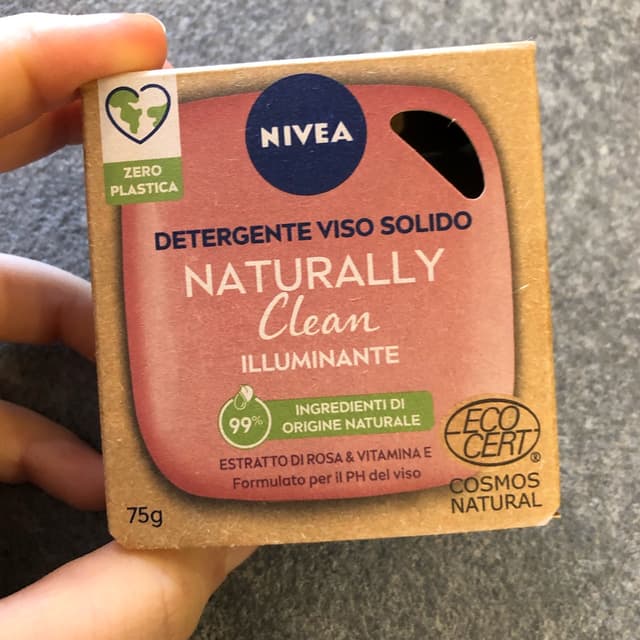 NIVEA
ZERO
PLASTICA
DETERGENTE VISO SOLIDO
NATURALLY
Clean
ILLUMINANTE
99%
INGREDIENTI DI
ORIGINE NATURALE
ESTRATTO DI ROSA & VITAMINA E
Formulato per il PH del viso
75g
ECO
CERT®
COSMOS
NATURAL